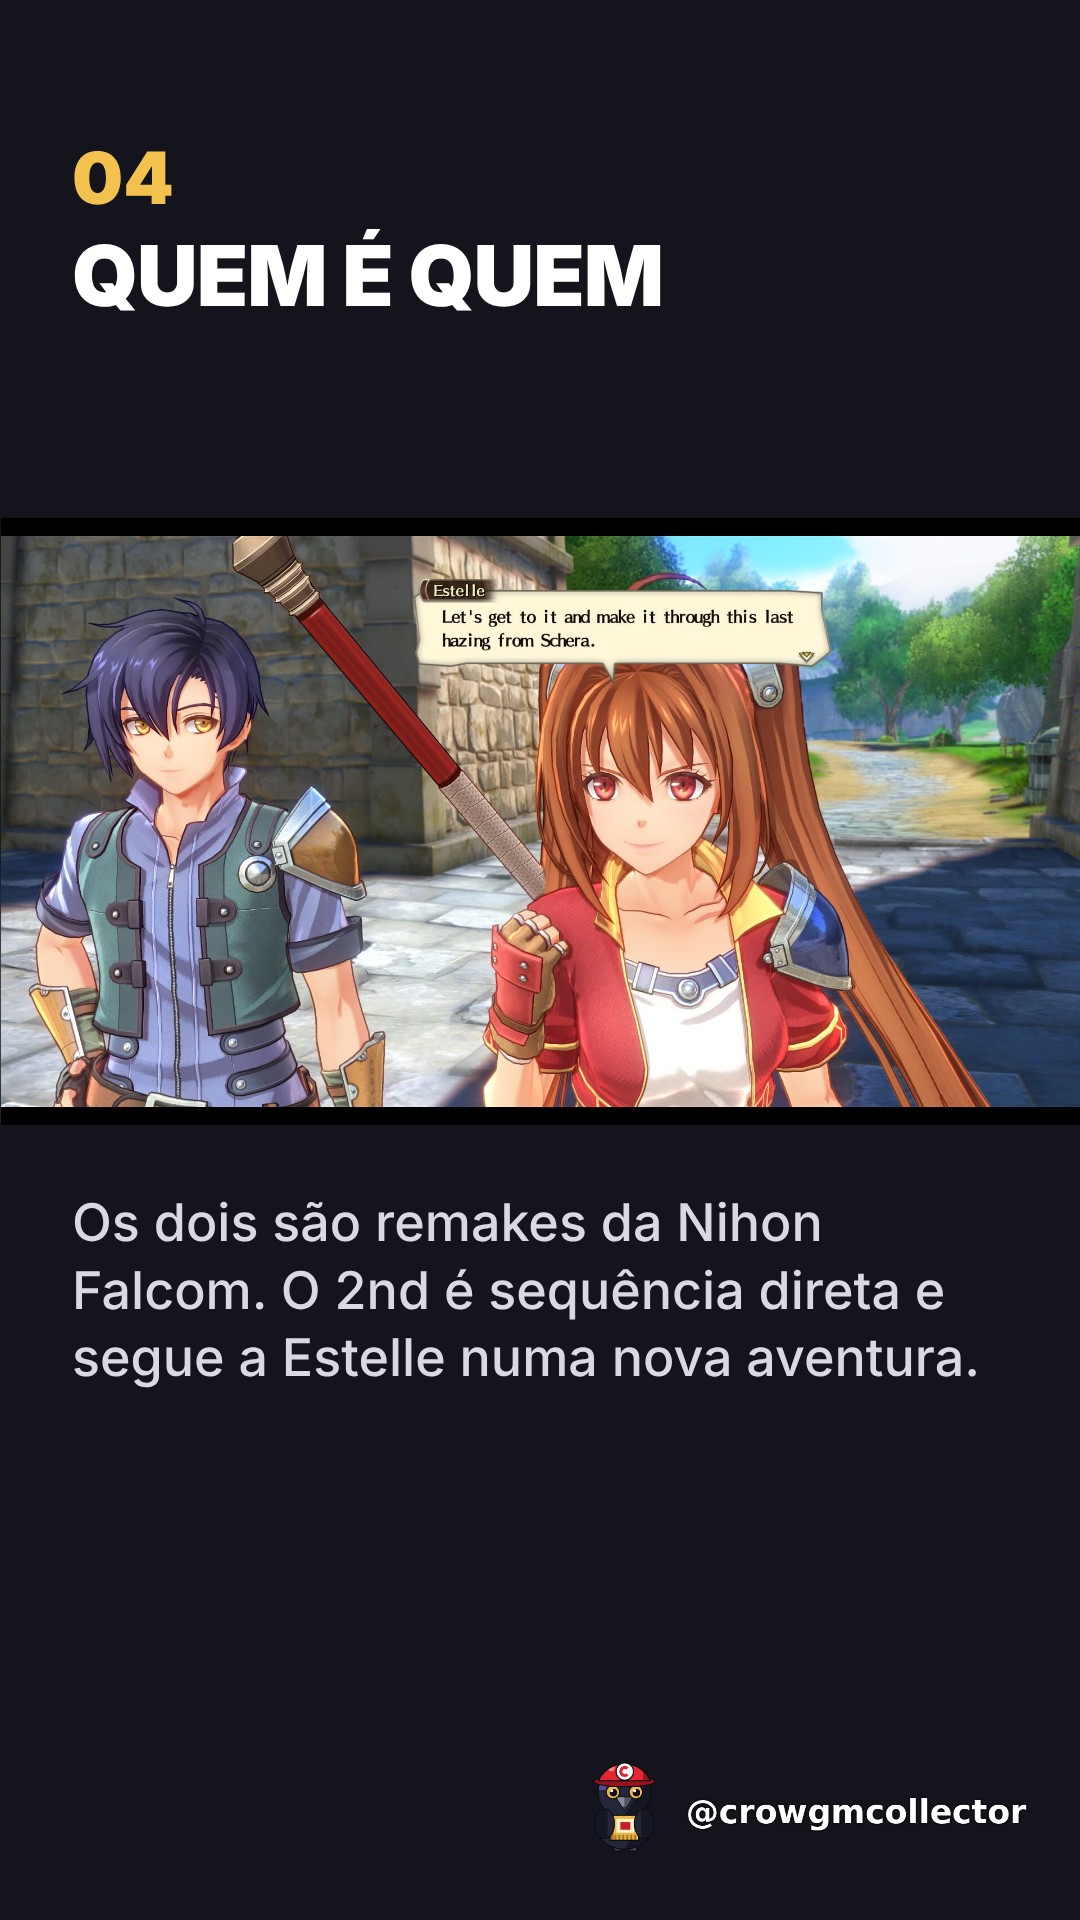 04
QUEM É QUEM
Estelle
Let's get to it and make it through this last
hazing from Schera.
Os dois são remakes da Nihon
Falcom. O 2nd é sequência direta e
segue a Estelle numa nova aventura.
C
@crowgmcollector